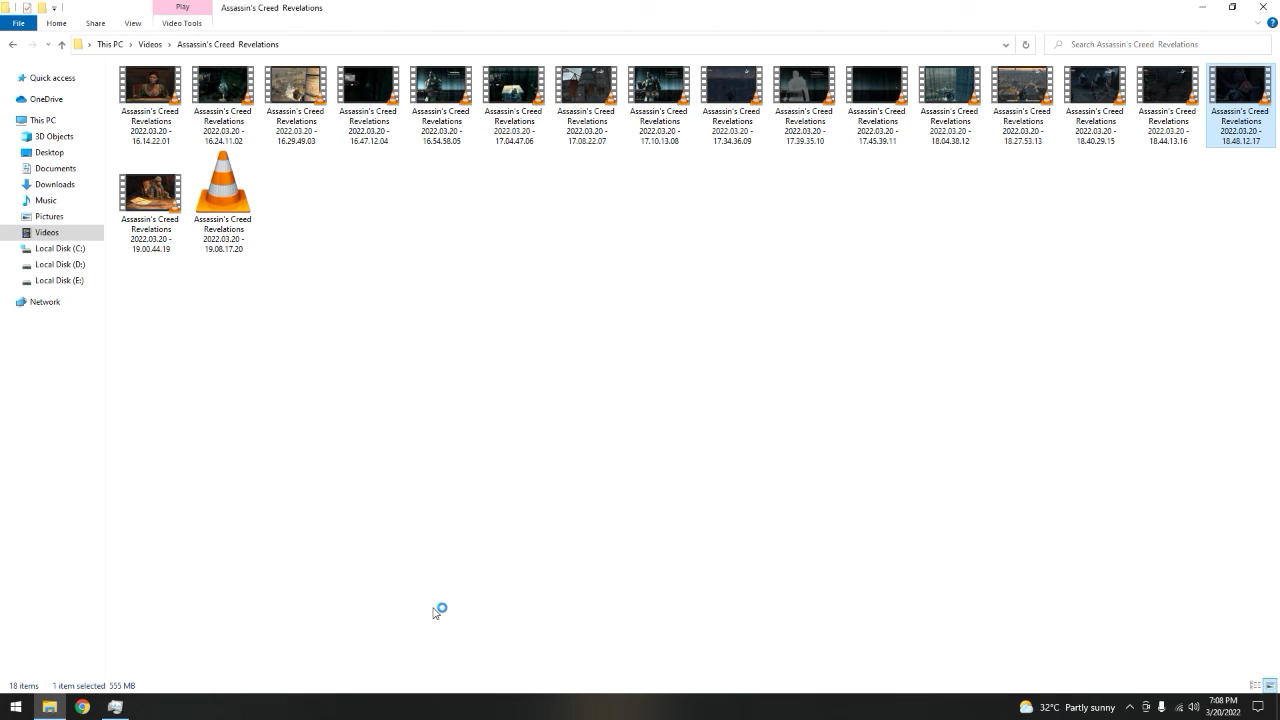 Play
Assassin's Creed  Revelations
File
Home
Share
View
Video Tools
This PC
Videos
Assassin's Creed  Revelations
Search Assassin's Creed  Revelations
Quick access
OneDrive
This PC
3D Objects
Desktop
Documents
Downloads
Music
Pictures
Videos
Local Disk (C:)
Local Disk (D:)
Local Disk (E:)
Network
Assassin's Creed
Revelations
2022.03.20 -
16.14.22.01
Assassin's Creed
Revelations
2022.03.20 -
16.24.11.02
Assassin's Creed
Revelations
2022.03.20 -
16.29.49.03
Assassin's Creed
Revelations
2022.03.20 -
16.47.12.04
Assassin's Creed
Revelations
2022.03.20 -
16.54.58.05
Assassin's Creed
Revelations
2022.03.20 -
17.04.47.06
Assassin's Creed
Revelations
2022.03.20 -
17.08.22.07
Assassin's Creed
Revelations
2022.03.20 -
17.10.13.08
Assassin's Creed
Revelations
2022.03.20 -
17.34.36.09
Assassin's Creed
Revelations
2022.03.20 -
17.39.35.10
Assassin's Creed
Revelations
2022.03.20 -
17.45.39.11
Assassin's Creed
Revelations
2022.03.20 -
18.04.38.12
Assassin's Creed
Revelations
2022.03.20 -
18.27.53.13
Assassin's Creed
Revelations
2022.03.20 -
18.40.29.15
Assassin's Creed
Revelations
2022.03.20 -
18.44.13.16
Assassin's Creed
Revelations
2022.03.20 -
18.48.12.17
Assassin's Creed
Revelations
2022.03.20 -
19.00.44.19
Assassin's Creed
Revelations
2022.03.20 -
19.08.17.20
18 items
1 item selected  555 MB
32°C  Partly sunny
7:08 PM
3/20/2022